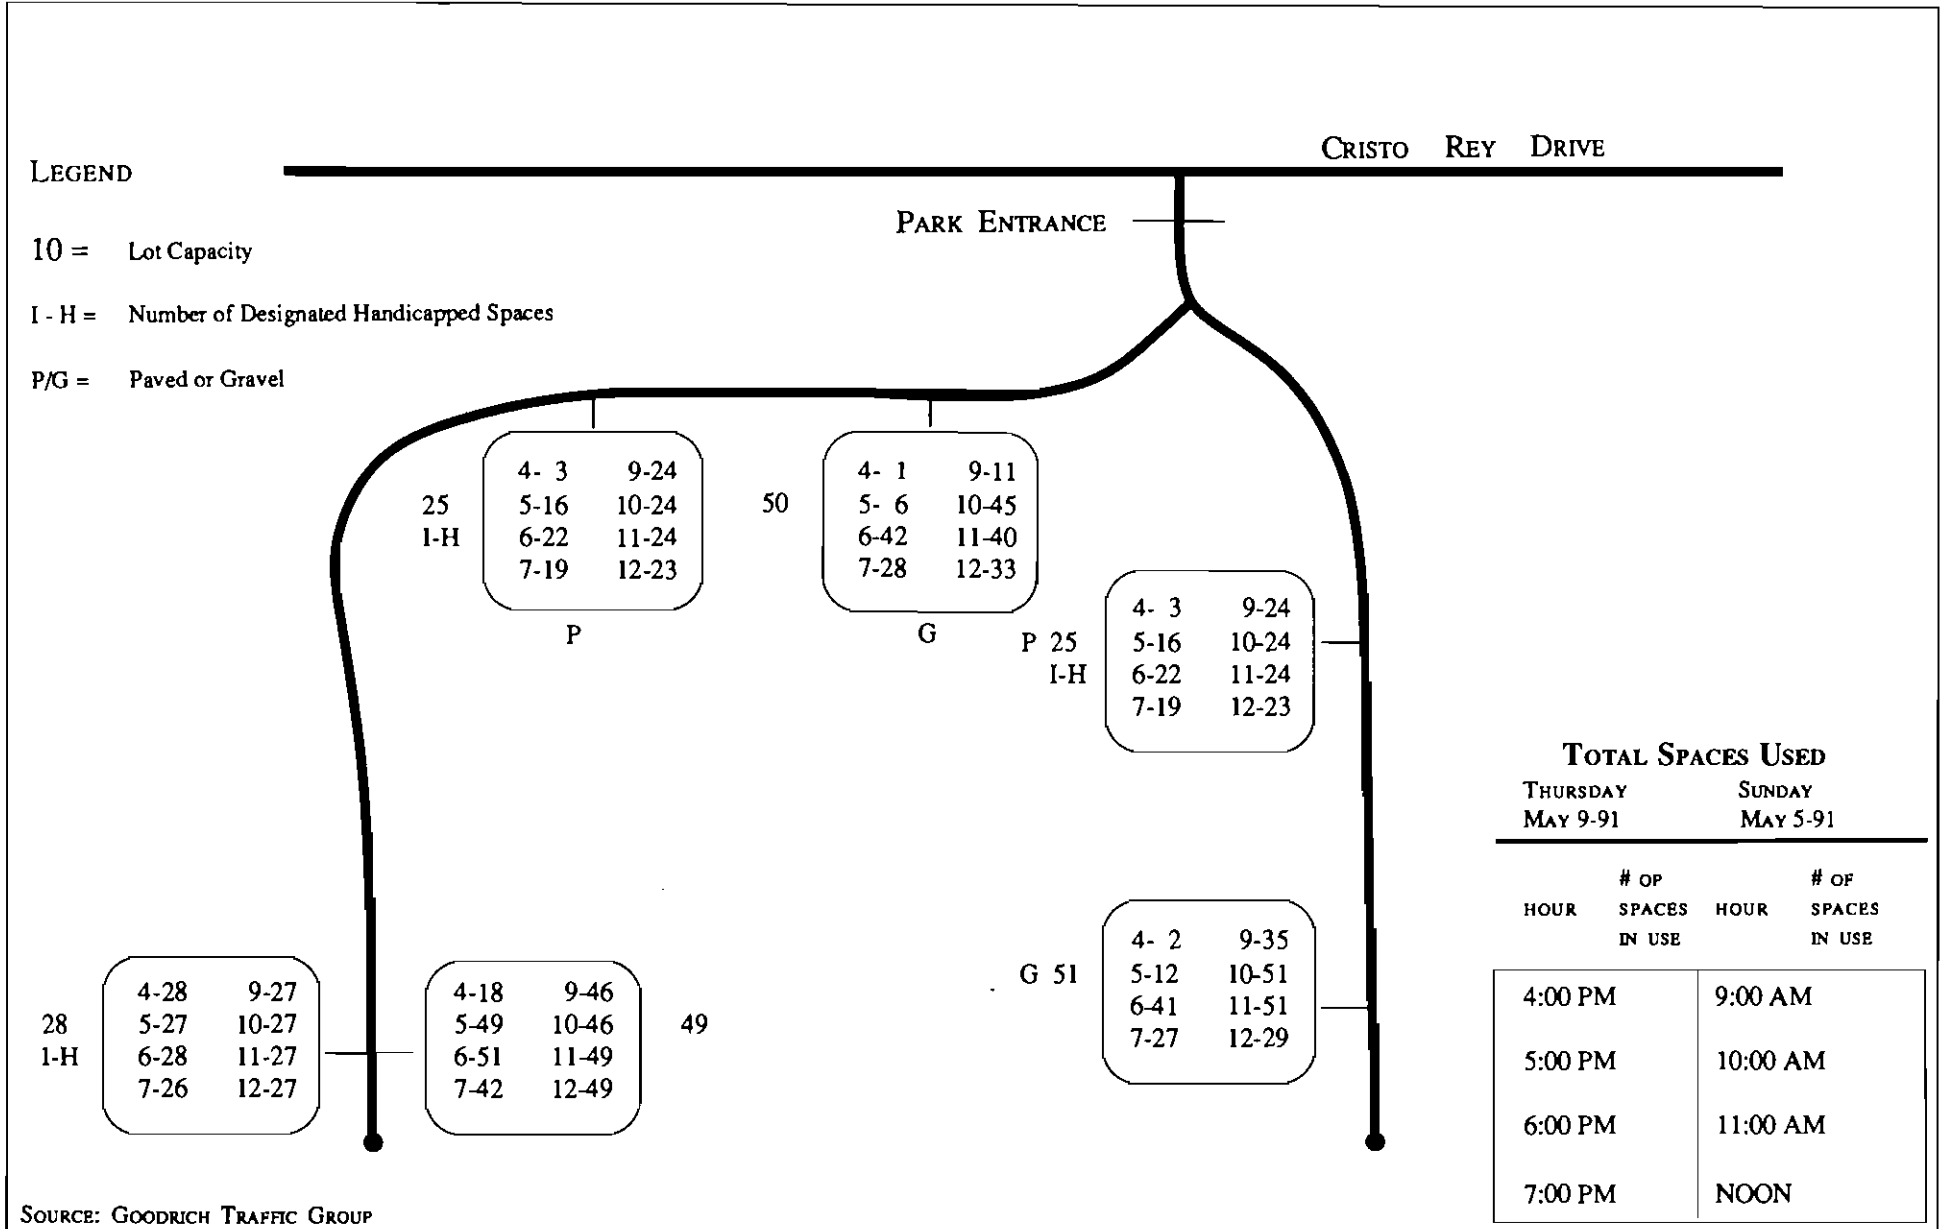 CRISTO REY DRIVE
LEGEND
PARK ENTRANCE
10 = Lot Capacity
I - H = Number of Designated Handicapped Spaces
P/G = Paved or Gravel
25
I-H
4- 3 9-24
5-16 10-24
6-22 11-24
7-19 12-23
P
50
4- 1 9-11
5- 6 10-45
6-42 11-40
7-28 12-33
G
P 25
I-H
4- 3 9-24
5-16 10-24
6-22 11-24
7-19 12-23
G 51
4- 2 9-35
5-12 10-51
6-41 11-51
7-27 12-29
28
1-H
4-28 9-27
5-27 10-27
6-28 11-27
7-26 12-27
4-18 9-46
5-49 10-46
6-51 11-49
7-42 12-49
49
TOTAL SPACES USED
THURSDAY SUNDAY
MAY 9-91 MAY 5-91
# OP # OF
HOUR SPACES HOUR SPACES
IN USE IN USE
4:00 PM 9:00 AM
5:00 PM 10:00 AM
6:00 PM 11:00 AM
7:00 PM NOON
SOURCE: GOODRICH TRAFFIC GROUP